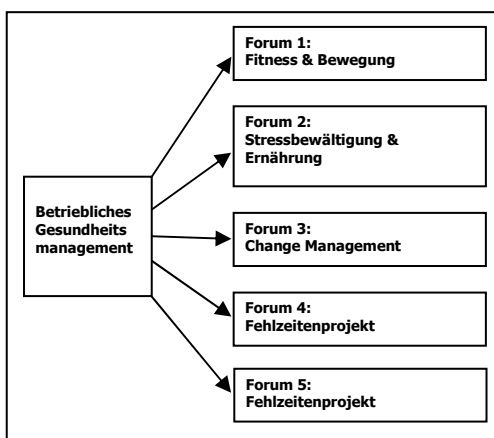 Forum 1:
Fitness & Bewegung
Forum 2:
Stressbewältigung &
Ernährung
Betriebliches
Gesundheits
management
Forum 3:
Change Management
Forum 4:
Fehlzeitenprojekt
Forum 5:
Fehlzeitenprojekt